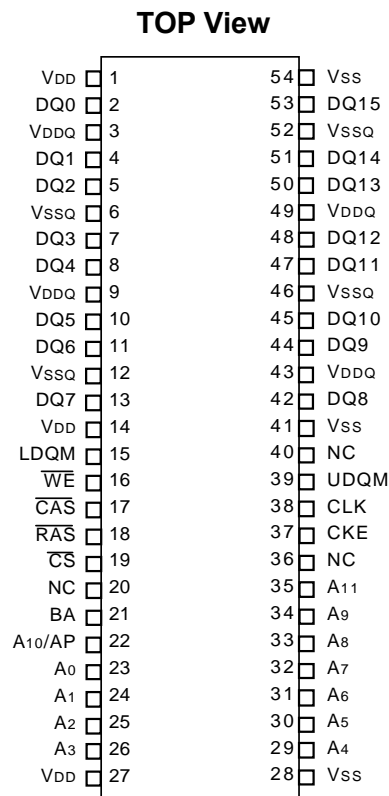 TOP View
VDD 1 54 VSS
DQ0 2 53 DQ15
VDDQ 3 52 VSSQ
DQ1 4 51 DQ14
DQ2 5 50 DQ13
VSSQ 6 49 VDDQ
DQ3 7 48 DQ12
DQ4 8 47 DQ11
VDDQ 9 46 VSSQ
DQ5 10 45 DQ10
DQ6 11 44 DQ9
VSSQ 12 43 VDDQ
DQ7 13 42 DQ8
VDD 14 41 VSS
LDQM 15 40 NC
W̅E̅ 16 39 UDQM
C̅A̅S̅ 17 38 CLK
R̅A̅S̅ 18 37 CKE
C̅S̅ 19 36 NC
NC 20 35 A11
BA 21 34 A9
A10/AP 22 33 A8
A0 23 32 A7
A1 24 31 A6
A2 25 30 A5
A3 26 29 A4
VDD 27 28 VSS